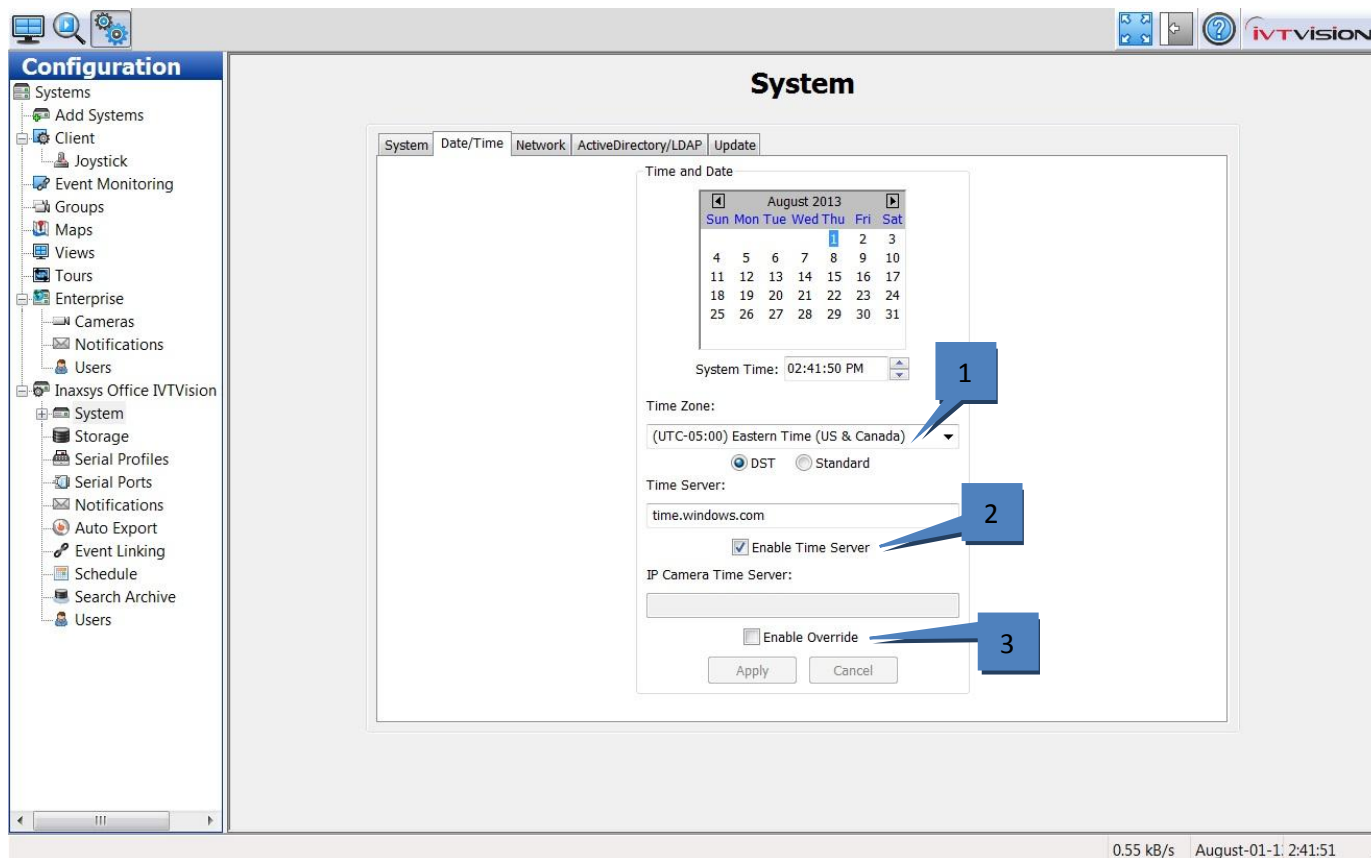 iVTVISION
Configuration
Systems
Add Systems
Client
Joystick
Event Monitoring
Groups
Maps
Views
Tours
Enterprise
Cameras
Notifications
Users
Inaxsys Office IVTVision
System
Storage
Serial Profiles
Serial Ports
Notifications
Auto Export
Event Linking
Schedule
Search Archive
Users
System
System Date/Time Network ActiveDirectory/LDAP Update
Time and Date
August 2013
Sun Mon Tue Wed Thu Fri Sat
1 2 3
4 5 6 7 8 9 10
11 12 13 14 15 16 17
18 19 20 21 22 23 24
25 26 27 28 29 30 31
System Time: 02:41:50 PM
1
Time Zone:
(UTC-05:00) Eastern Time (US & Canada)
DST Standard
Time Server:
time.windows.com
2
Enable Time Server
IP Camera Time Server:
Enable Override
3
Apply Cancel
0.55 kB/s August-01-1 2:41:51